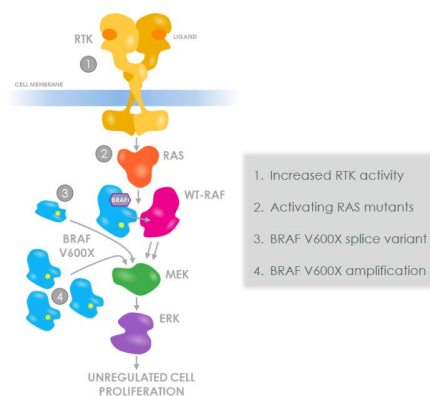 RTK
LIGAND
1
CELL MEMBRANE
2
RAS
3
BRAFi
WT-RAF
BRAF
V600X
MEK
4
ERK
UNREGULATED CELL
PROLIFERATION
1. Increased RTK activity
2. Activating RAS mutants
3. BRAF V600X splice variant
4. BRAF V600X amplification